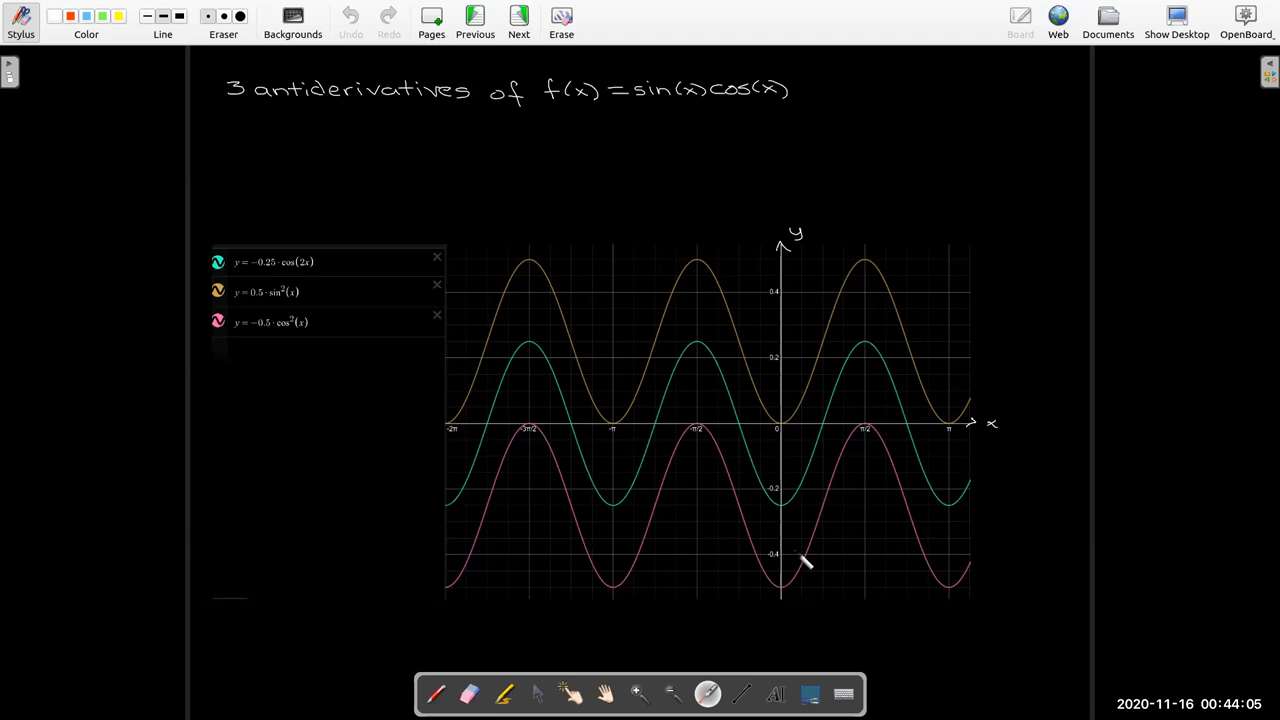 Stylus Color Line Eraser Backgrounds Undo Redo Pages Previous Next Erase Board Web Documents Show Desktop OpenBoard
3 antiderivatives of f(x) = sin(x)cos(x)
y
y = −0.25 · cos(2x)
y = 0.5 · sin²(x)
y = −0.5 · cos²(x)
0.4
0.2
-2π -3π/2 -π -π/2 0 π/2 π x
-0.2
-0.4
AI
2020-11-16 00:44:05